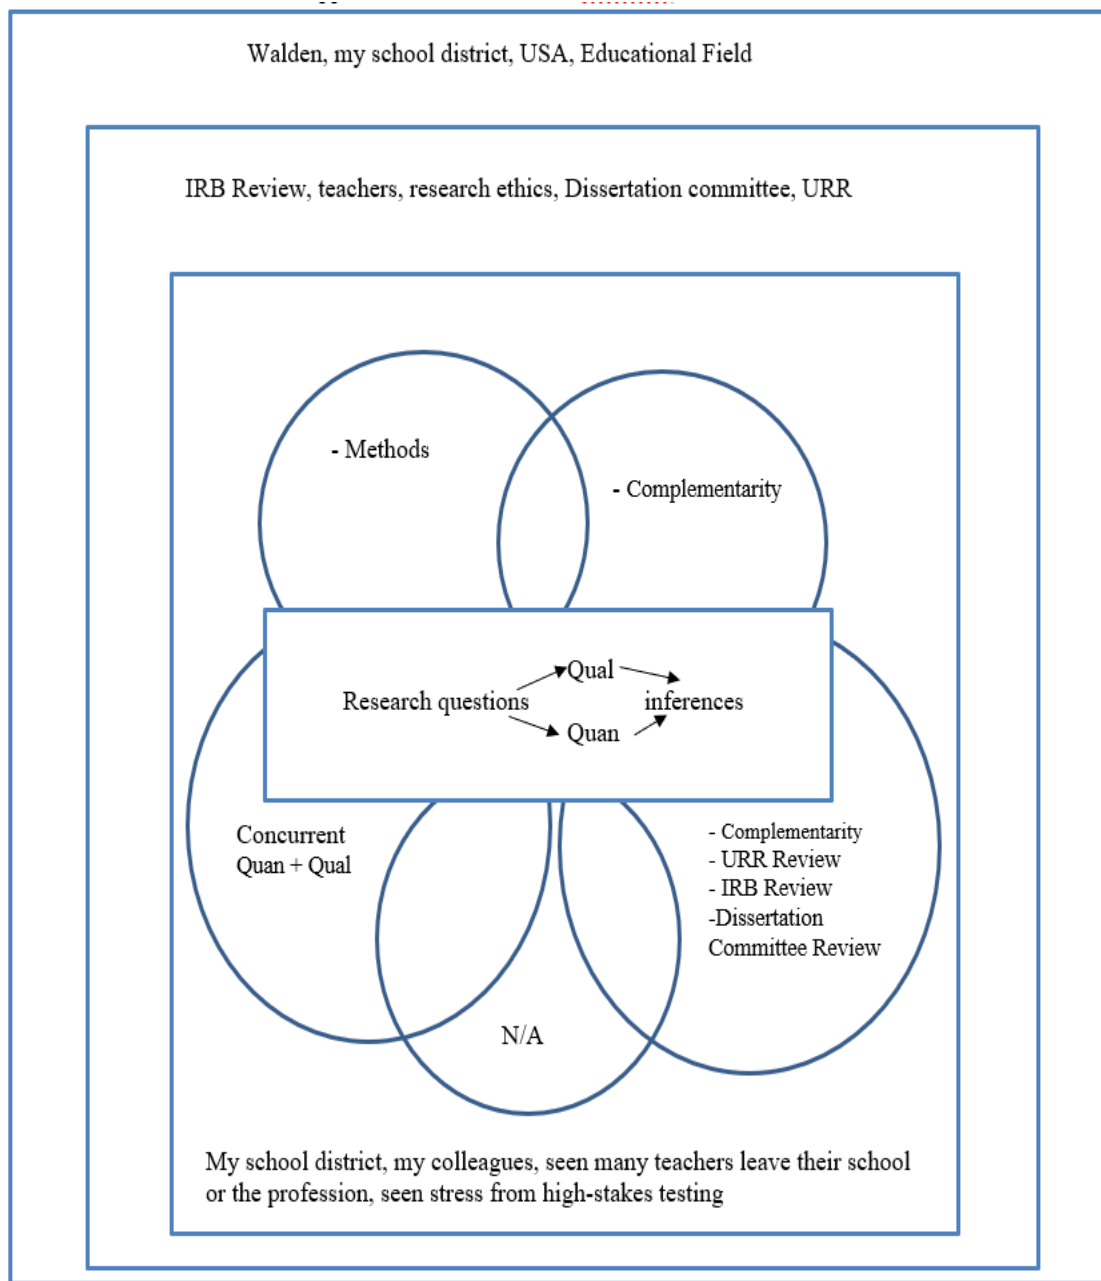 Walden, my school district, USA, Educational Field
IRB Review, teachers, research ethics, Dissertation committee, URR
- Methods
- Complementarity
Qual
Research questions
inferences
Quan
Concurrent
Quan + Qual
- Complementarity
- URR Review
- IRB Review
-Dissertation
Committee Review
N/A
My school district, my colleagues, seen many teachers leave their school
or the profession, seen stress from high-stakes testing